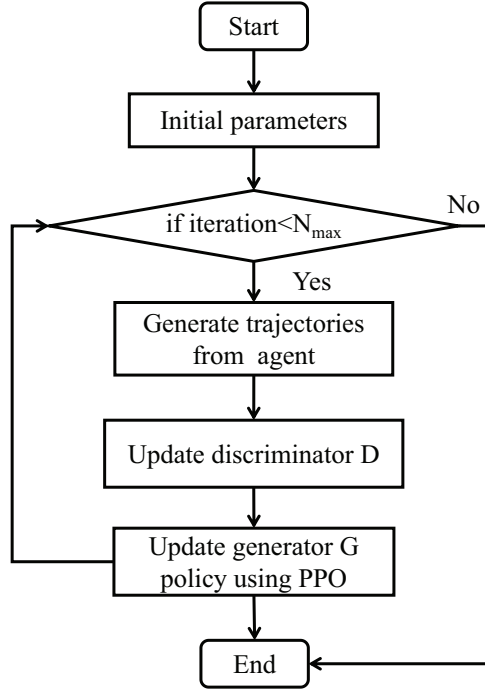 Start
Initial parameters
if iteration<Nmax
No
Yes
Generate trajectories
from agent
Update discriminator D
Update generator G
policy using PPO
End